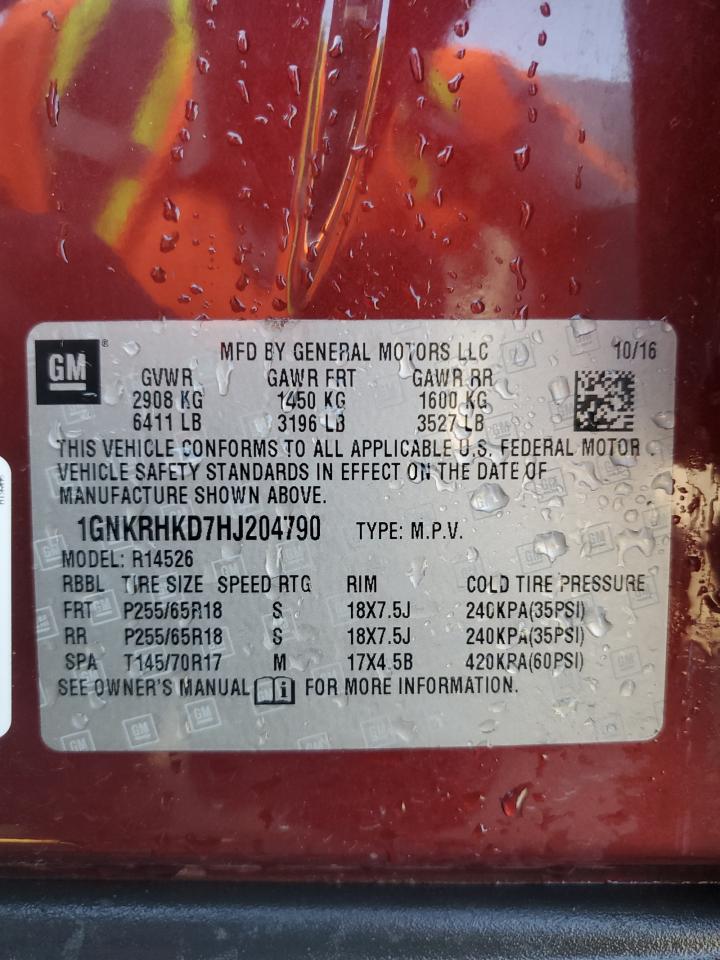 GM®
MFD BY GENERAL MOTORS LLC 10/16
GVWR GAWR FRT GAWR RR
2908 KG 1450 KG 1600 KG
6411 LB 3196 LB 3527 LB
THIS VEHICLE CONFORMS TO ALL APPLICABLE U.S. FEDERAL MOTOR
VEHICLE SAFETY STANDARDS IN EFFECT ON THE DATE OF
MANUFACTURE SHOWN ABOVE.
1GNKRHKD7HJ204790 TYPE: M.P.V.
MODEL: R14526
RBBL TIRE SIZE SPEED RTG RIM COLD TIRE PRESSURE
FRT P255/65R18 S 18X7.5J 240KPA(35PSI)
RR P255/65R18 S 18X7.5J 240KPA(35PSI)
SPA T145/70R17 M 17X4.5B 420KPA(60PSI)
SEE OWNER'S MANUAL FOR MORE INFORMATION.